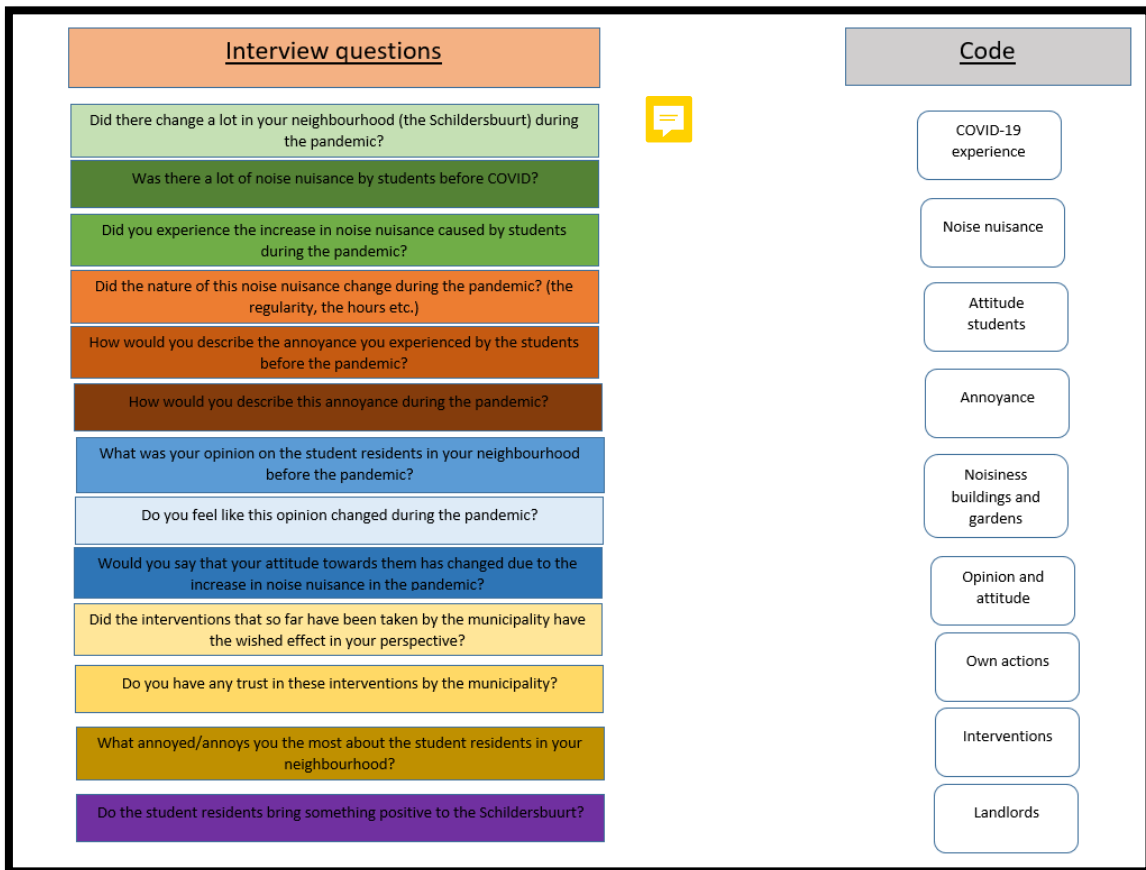 Interview questions
Did there change a lot in your neighbourhood (the Schildersbuurt) during
the pandemic?
Was there a lot of noise nuisance by students before COVID?
Did you experience the increase in noise nuisance caused by students
during the pandemic?
Did the nature of this noise nuisance change during the pandemic? (the
regularity, the hours etc.)
How would you describe the annoyance you experienced by the students
before the pandemic?
How would you describe this annoyance during the pandemic?
What was your opinion on the student residents in your neighbourhood
before the pandemic?
Do you feel like this opinion changed during the pandemic?
Would you say that your attitude towards them has changed due to the
increase in noise nuisance in the pandemic?
Did the interventions that so far have been taken by the municipality have
the wished effect in your perspective?
Do you have any trust in these interventions by the municipality?
What annoyed/annoys you the most about the student residents in your
neighbourhood?
Do the student residents bring something positive to the Schildersbuurt?
Code
COVID-19
experience
Noise nuisance
Attitude
students
Annoyance
Noisiness
buildings and
gardens
Opinion and
attitude
Own actions
Interventions
Landlords